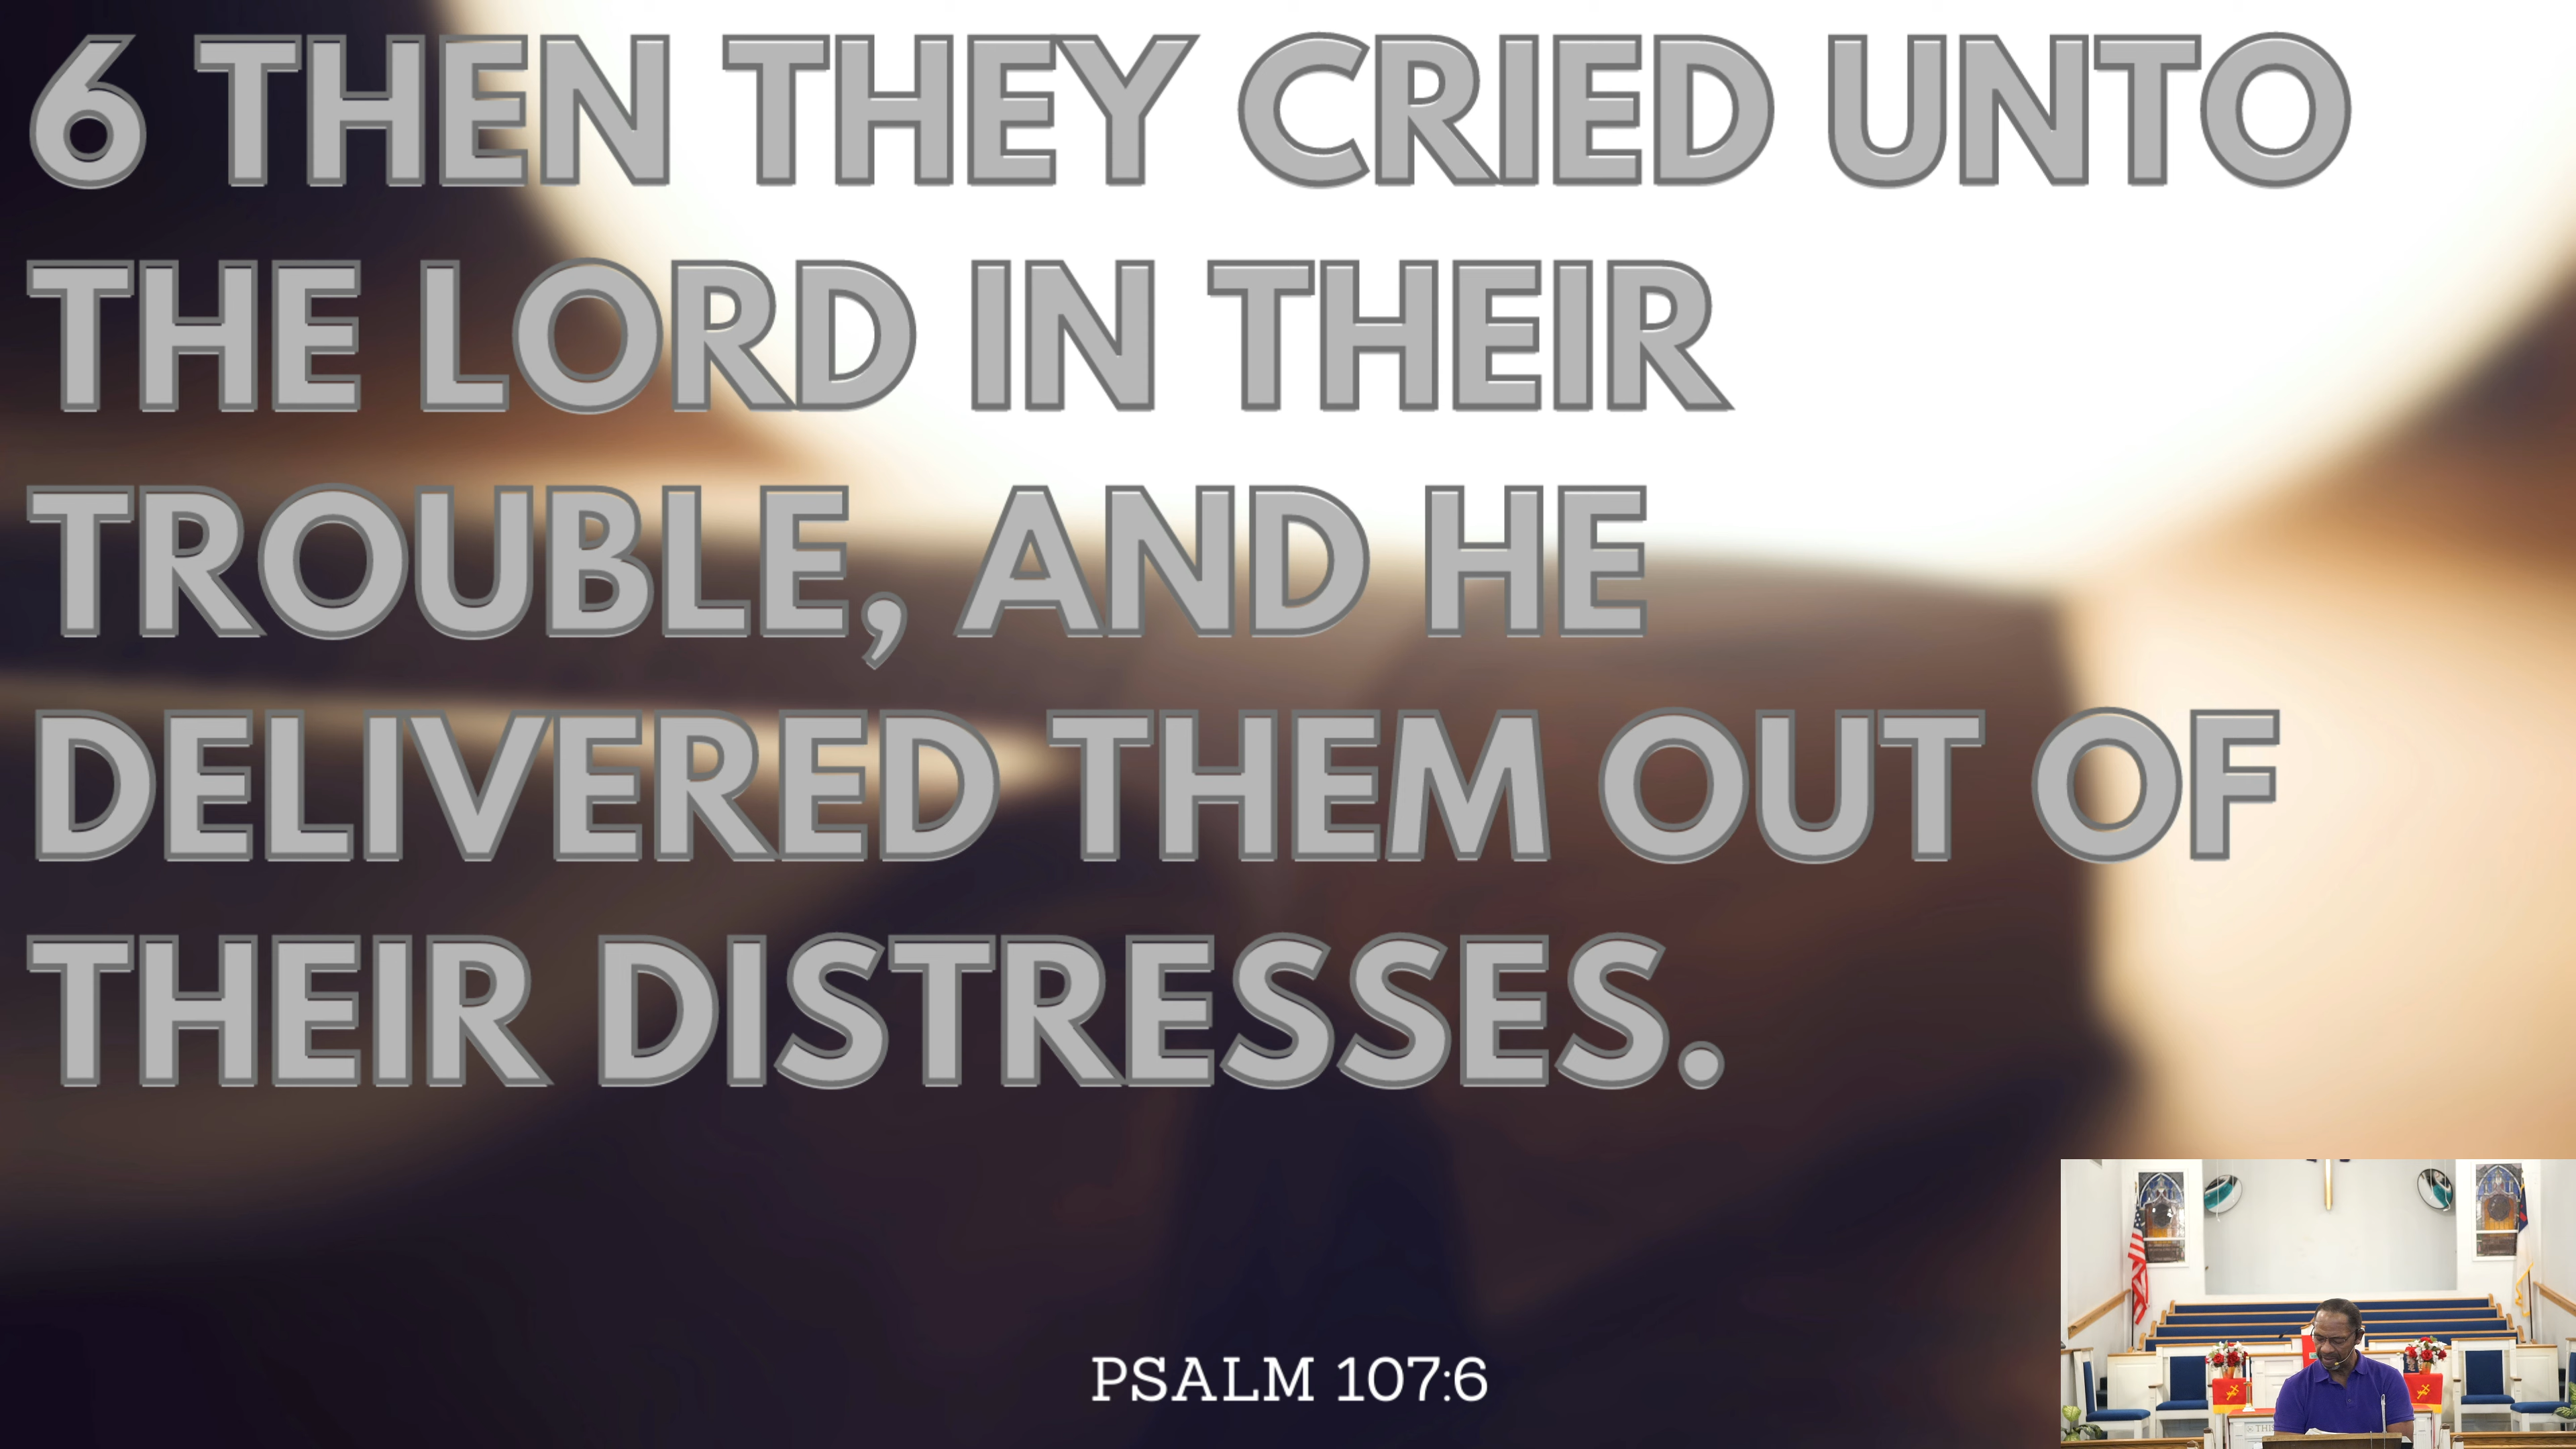 6 THEN THEY CRIED UNTO
THE LORD IN THEIR
TROUBLE, AND HE
DELIVERED THEM OUT OF
THEIR DISTRESSES.
PSALM 107:6